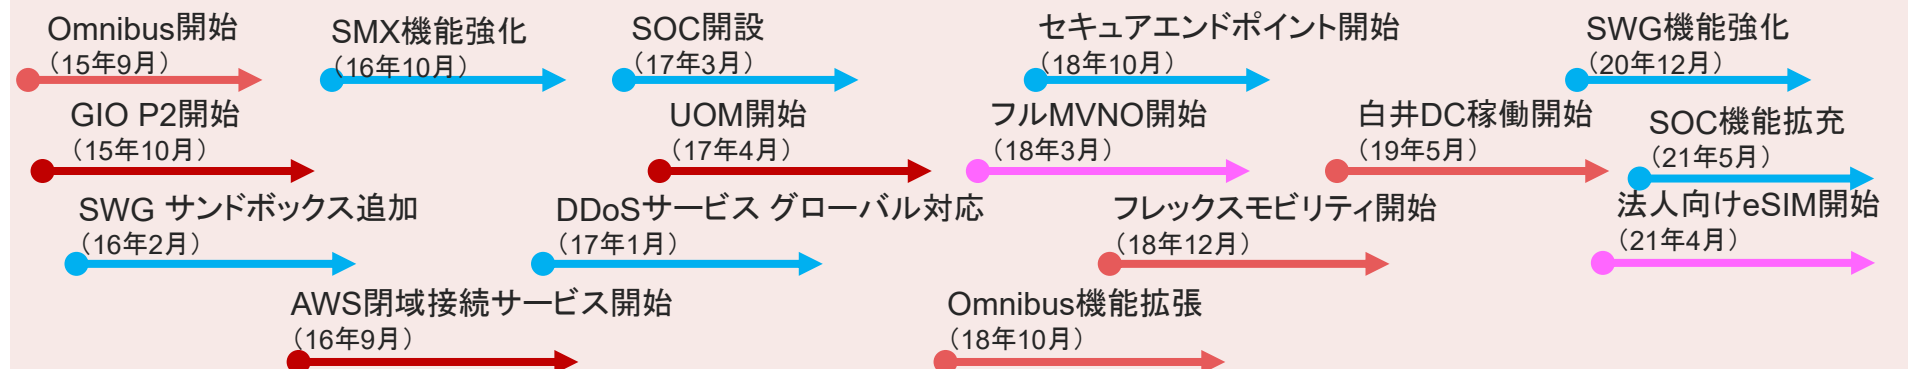 Omnibus開始
（15年9月）
SMX機能強化
（16年10月）
SOC開設
（17年3月）
セキュアエンドポイント開始
（18年10月）
SWG機能強化
（20年12月）
GIO P2開始
（15年10月）
UOM開始
（17年4月）
フルMVNO開始
（18年3月）
白井DC稼働開始
（19年5月）
SOC機能拡充
（21年5月）
SWG サンドボックス追加
（16年2月）
DDoSサービス グローバル対応
（17年1月）
フレックスモビリティ開始
（18年12月）
法人向けeSIM開始
（21年4月）
AWS閉域接続サービス開始
（16年9月）
Omnibus機能拡張
（18年10月）